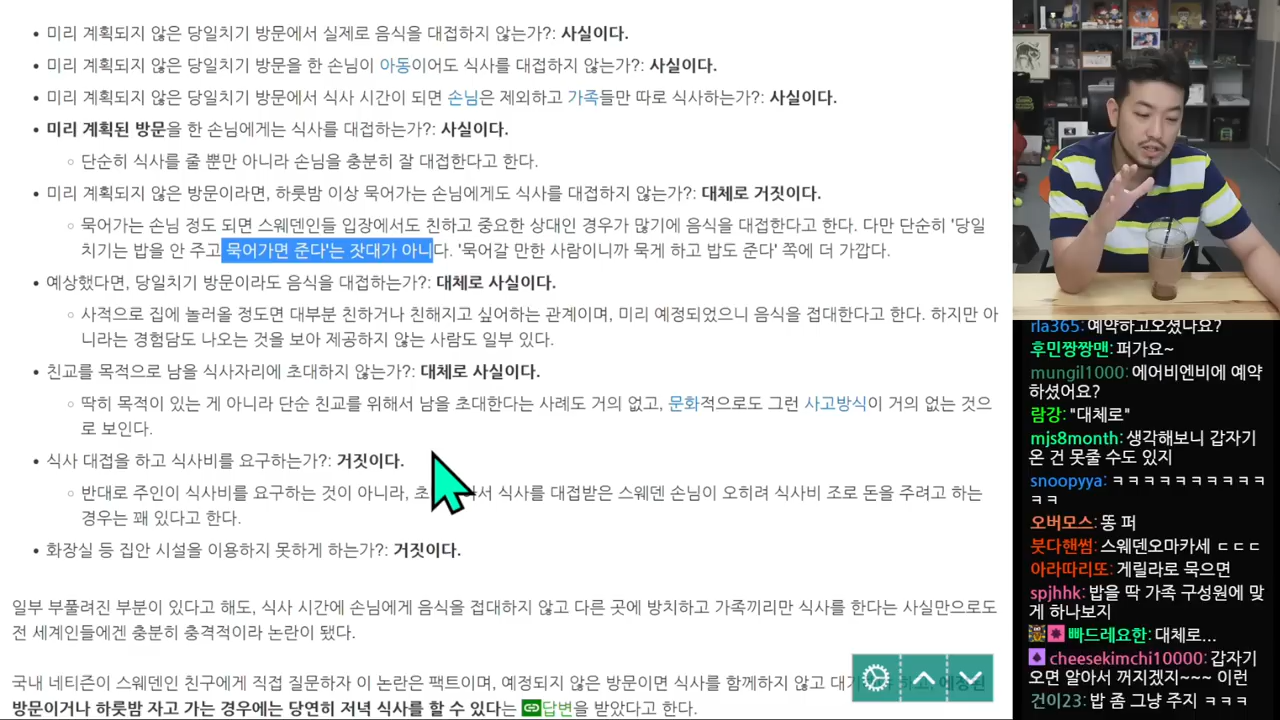 미리 계획되지 않은 당일치기 방문에서 실제로 음식을 대접하지 않는가?: 사실이다.
미리 계획되지 않은 당일치기 방문을 한 손님이 아동이어도 식사를 대접하지 않는가?: 사실이다.
미리 계획되지 않은 당일치기 방문에서 식사 시간이 되면 손님은 제외하고 가족들만 따로 식사하는가?: 사실이다.
미리 계획된 방문을 한 손님에게는 식사를 대접하는가?: 사실이다.
단순히 식사를 줄 뿐만 아니라 손님을 충분히 잘 대접한다고 한다.
미리 계획되지 않은 방문이라면, 하룻밤 이상 묵어가는 손님에게도 식사를 대접하지 않는가?: 대체로 거짓이다.
묵어가는 손님 정도 되면 스웨덴인들 입장에서도 친하고 중요한 상대인 경우가 많기에 음식을 대접한다고 한다. 다만 단순히 '당일
치기는 밥을 안 주고 묵어가면 준다'는 잣대가 아니다. '묵어갈 만한 사람이니까 묵게 하고 밥도 준다' 쪽에 더 가깝다.
예상했다면, 당일치기 방문이라도 음식을 대접하는가?: 대체로 사실이다.
사적으로 집에 놀러올 정도면 대부분 친하거나 친해지고 싶어하는 관계이며, 미리 예정되었으니 음식을 접대한다고 한다. 하지만 아
니라는 경험담도 나오는 것을 보아 제공하지 않는 사람도 일부 있다.
친교를 목적으로 남을 식사자리에 초대하지 않는가?: 대체로 사실이다.
딱히 목적이 있는 게 아니라 단순 친교를 위해서 남을 초대한다는 사례도 거의 없고, 문화적으로도 그런 사고방식이 거의 없는 것으
로 보인다.
식사 대접을 하고 식사비를 요구하는가?: 거짓이다.
반대로 주인이 식사비를 요구하는 것이 아니라, 초 서 식사를 대접받은 스웨덴 손님이 오히려 식사비 조로 돈을 주려고 하는
경우는 꽤 있다고 한다.
화장실 등 집안 시설을 이용하지 못하게 하는가?: 거짓이다.
일부 부풀려진 부분이 있다고 해도, 식사 시간에 손님에게 음식을 접대하지 않고 다른 곳에 방치하고 가족끼리만 식사를 한다는 사실만으로도
전 세계인들에겐 충분히 충격적이라 논란이 됐다.
국내 네티즌이 스웨덴인 친구에게 직접 질문하자 이 논란은 팩트이며, 예정되지 않은 방문이면 식사를 함께하지 않고 하고, 예정된
방문이거나 하룻밤 자고 가는 경우에는 당연히 저녁 식사를 할 수 있다는 답변을 받았다고 한다.
rla365: 예약하고오셨나요?
후민짱짱맨: 퍼가요~
mungil1000: 에어비엔비에 예약
하셨어요?
람강: "대체로"
mjs8month: 생각해보니 갑자기
온 건 못줄 수도 있지
snoopyya: ㅋㅋㅋㅋㅋㅋㅋㅋㅋㅋ
ㅋㅋ
오버모스: 똥 퍼
붓다핸썸: 스웨덴오마카세 ㄷㄷㄷ
아라따리또: 게릴라로 묵으면
spjhhk: 밥을 딱 가족 구성원에 맞
게 하나보지
빠드레요한: 대체로...
cheesekimchi10000: 갑자기
오면 알아서 꺼지겠지~~~ 이런
건이23: 밥 좀 그냥 주지 ㅋㅋㅋ